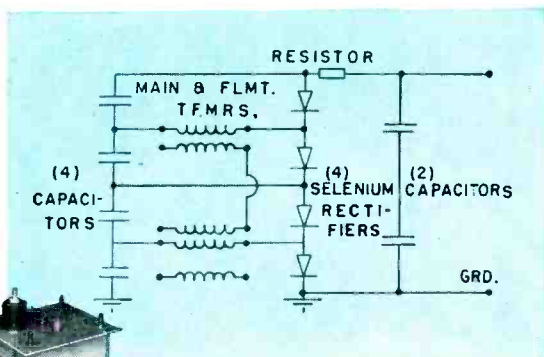 RESISTOR
MAIN & FLMT.
TFMRS,
(4)
CAPACI-
TORS
(4)
SELENIUM
RECTI-
FIERS
(2)
CAPACITORS
GRD.